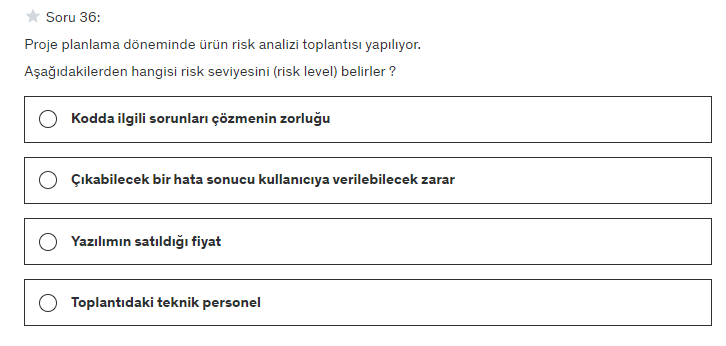 Soru 36:
Proje planlama döneminde ürün risk analizi toplantısı yapılıyor.
Aşağıdakilerden hangisi risk seviyesini (risk level) belirler ?
Kodda ilgili sorunları çözmenin zorluğu
Çıkabilecek bir hata sonucu kullanıcıya verilebilecek zarar
Yazılımın satıldığı fiyat
Toplantıdaki teknik personel